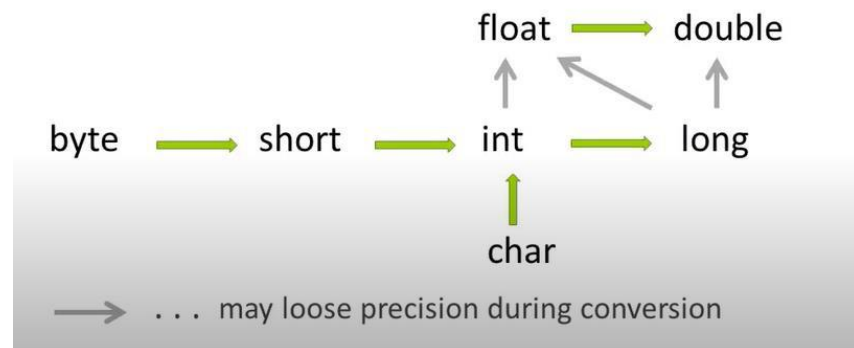 float double
byte short int long
char
... may loose precision during conversion